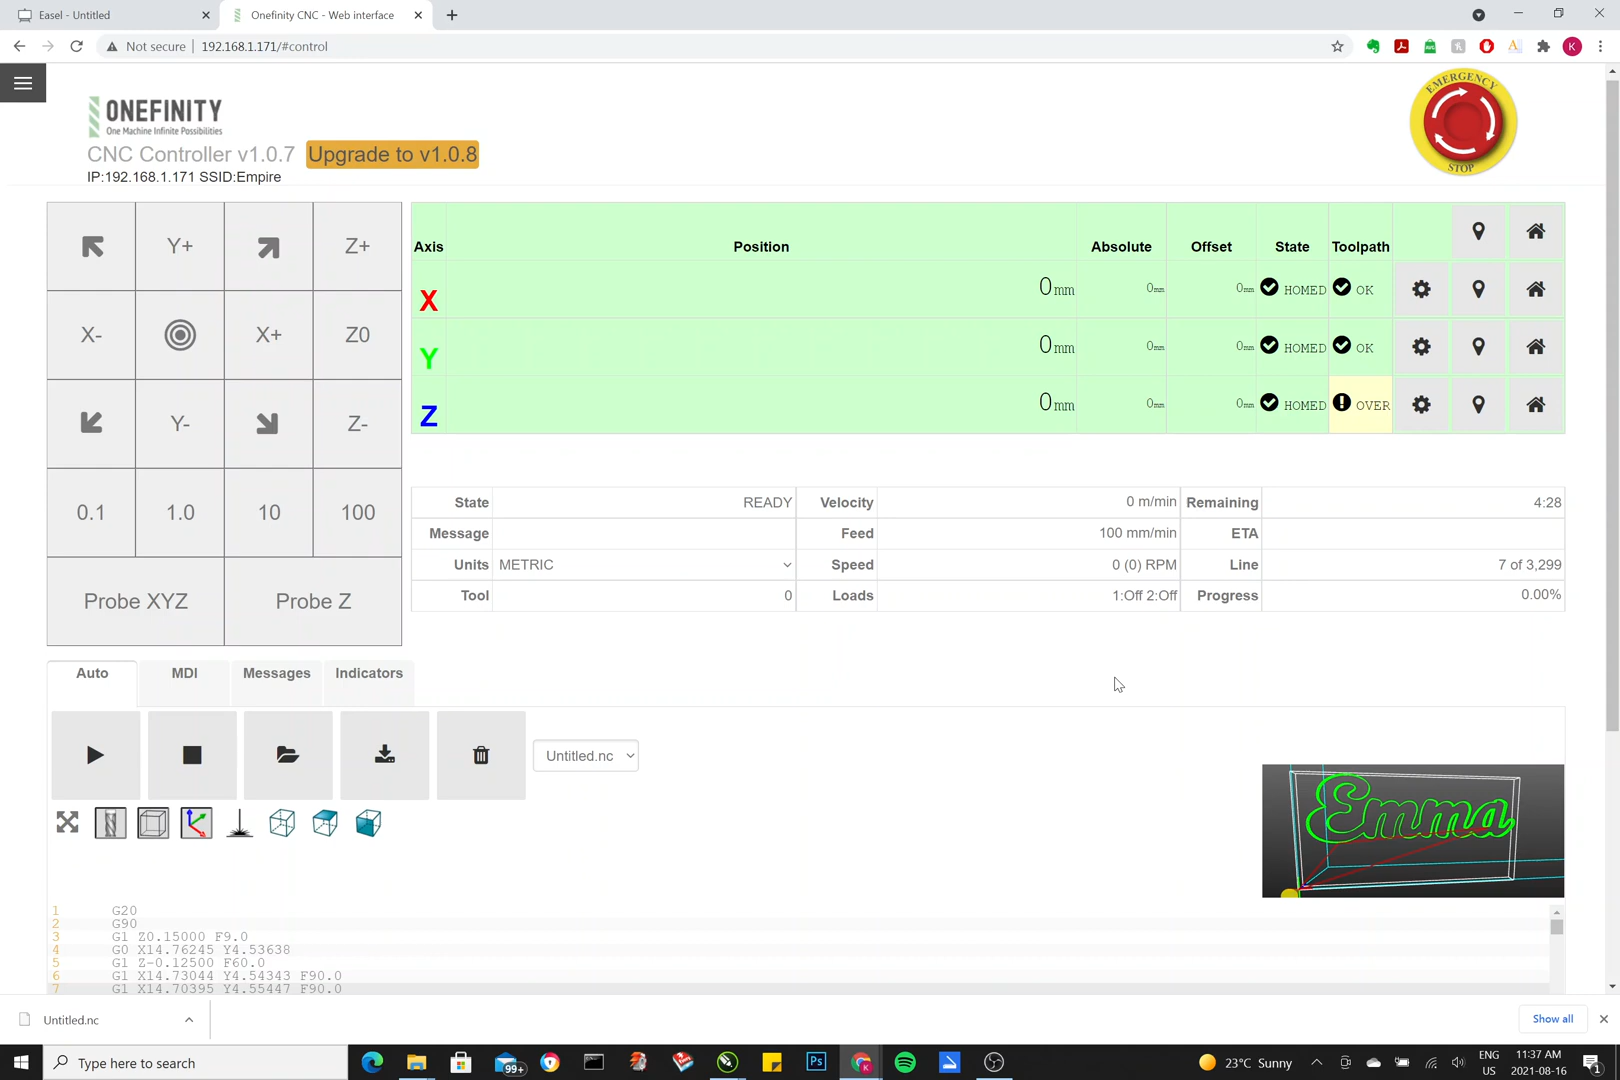 Easel - Untitled
Onefinity CNC - Web interface
Not secure
192.168.1.171/#control
K
ONEFINITY
One Machine Infinite Possibilities
CNC Controller v1.0.7
Upgrade to v1.0.8
IP:192.168.1.171 SSID:Empire
EMERGENCY
STOP
Y+
Z+
X-
X+
Z0
Y-
Z-
0.1
1.0
10
100
Probe XYZ
Probe Z
Axis Position Absolute Offset State Toolpath
X 0mm 0mm 0mm HOMED OK
Y 0mm 0mm 0mm HOMED OK
Z 0mm 0mm 0mm HOMED OVER
State READY Velocity 0 m/min Remaining 4:28
Message Feed 100 mm/min ETA
Units METRIC Speed 0 (0) RPM Line 7 of 3,299
Tool 0 Loads 1:Off 2:Off Progress 0.00%
Auto MDI Messages Indicators
Untitled.nc
Emma
1 G20
2 G90
3 G1 Z0.15000 F9.0
4 G0 X14.76245 Y4.53638
5 G1 Z-0.12500 F60.0
6 G1 X14.73044 Y4.54343 F90.0
7 G1 X14.70395 Y4.55447 F90.0
Untitled.nc
Show all
Type here to search
99+
Ps
K
23°C Sunny
ENG
US
11:37 AM
2021-08-16
1